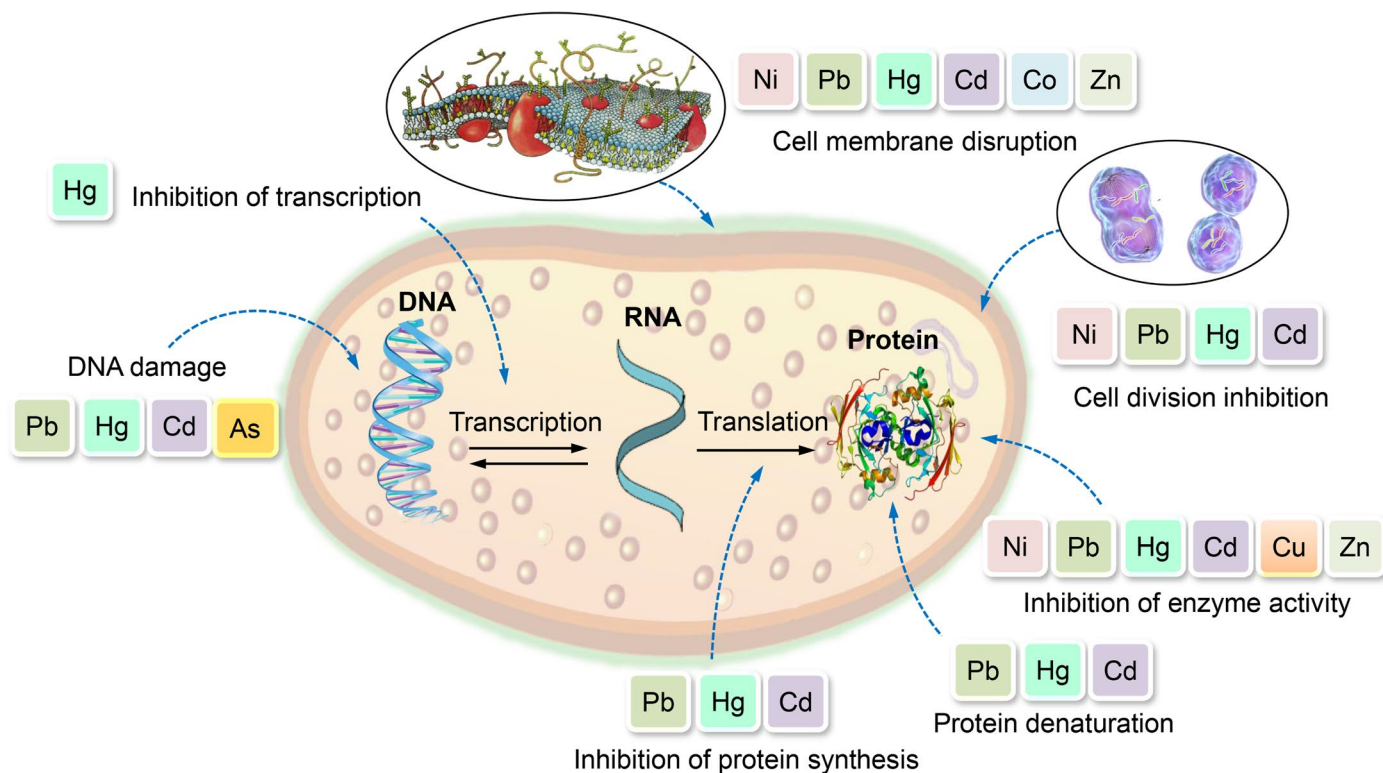 Ni Pb Hg Cd Co Zn
Cell membrane disruption
Hg Inhibition of transcription
DNA
RNA
Protein
Ni Pb Hg Cd
Cell division inhibition
DNA damage
Pb Hg Cd As
Transcription
Translation
Ni Pb Hg Cd Cu Zn
Inhibition of enzyme activity
Pb Hg Cd
Protein denaturation
Pb Hg Cd
Inhibition of protein synthesis